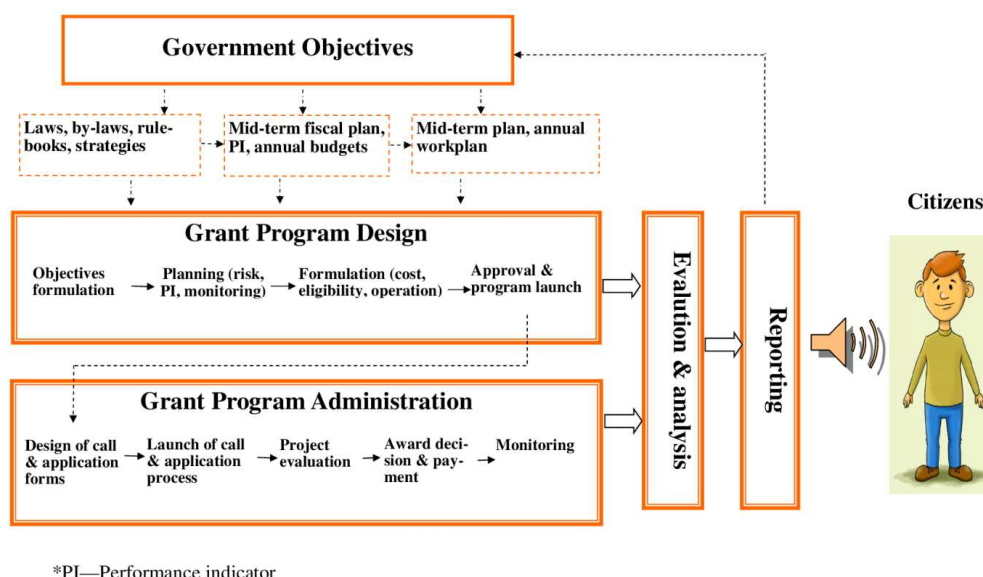 Government Objectives
Laws, by-laws, rule-
books, strategies
Mid-term fiscal plan,
PI, annual budgets
Mid-term plan, annual
workplan
Grant Program Design
Objectives
formulation
Planning (risk,
PI, monitoring)
Formulation (cost,
eligibility, operation)
Approval &
program launch
Grant Program Administration
Design of call
& application
forms
Launch of call
& application
process
Project
evaluation
Award deci-
sion & pay-
ment
Monitoring
Evalution & analysis
Reporting
Citizens
*PI—Performance indicator